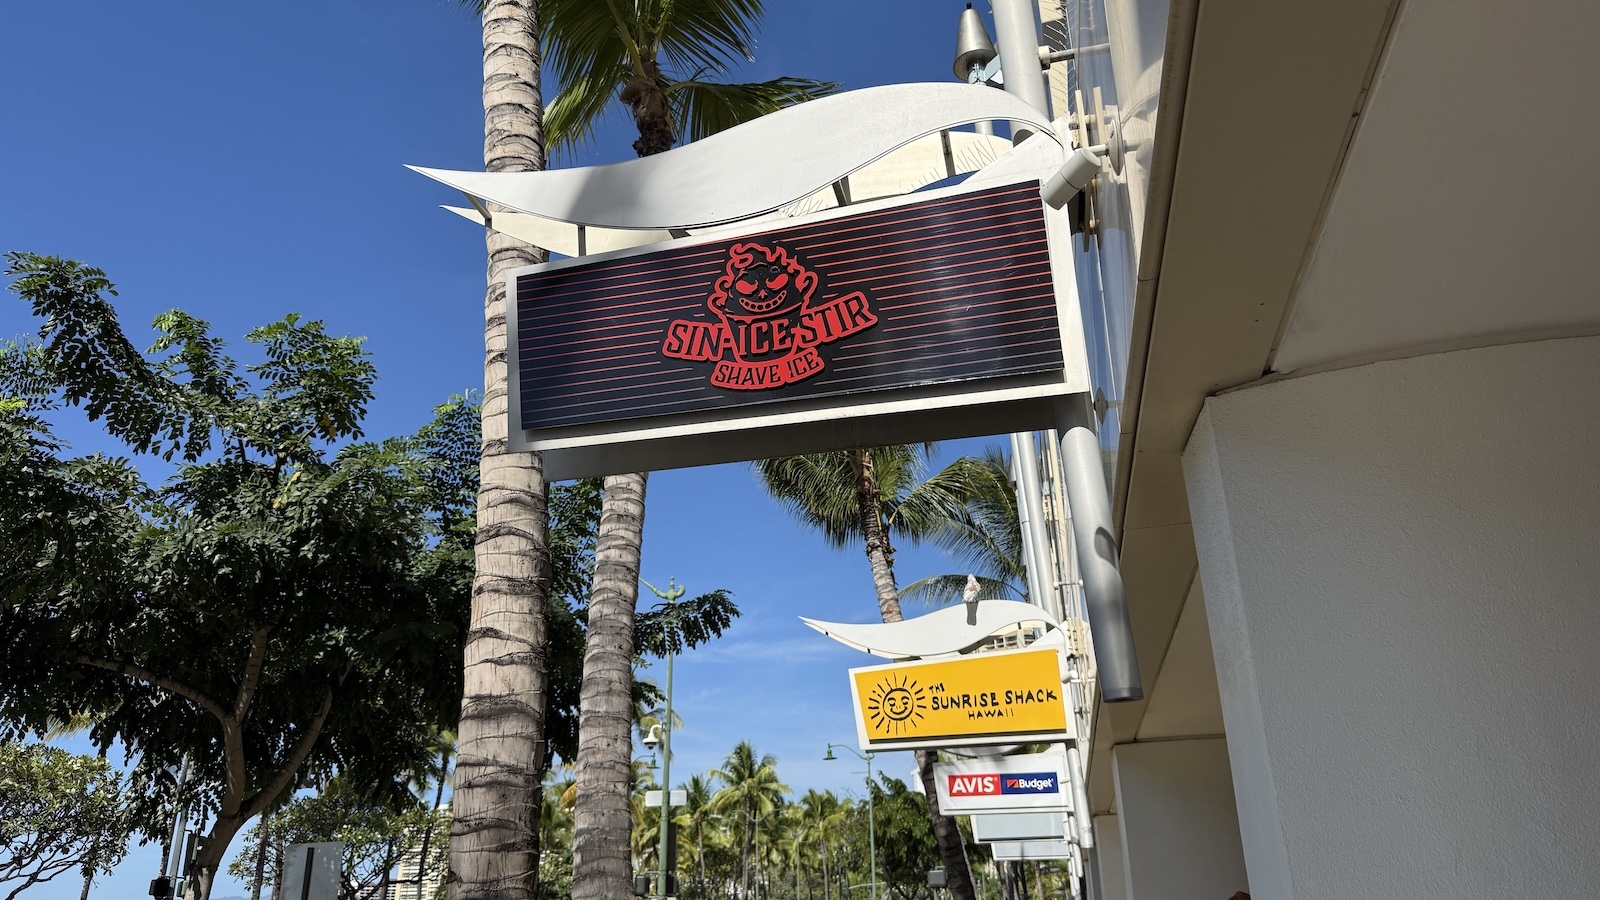 SIN-ICE-STIR
SHAVE ICE
THE
SUNRISE SHACK
HAWAII
AVIS Budget